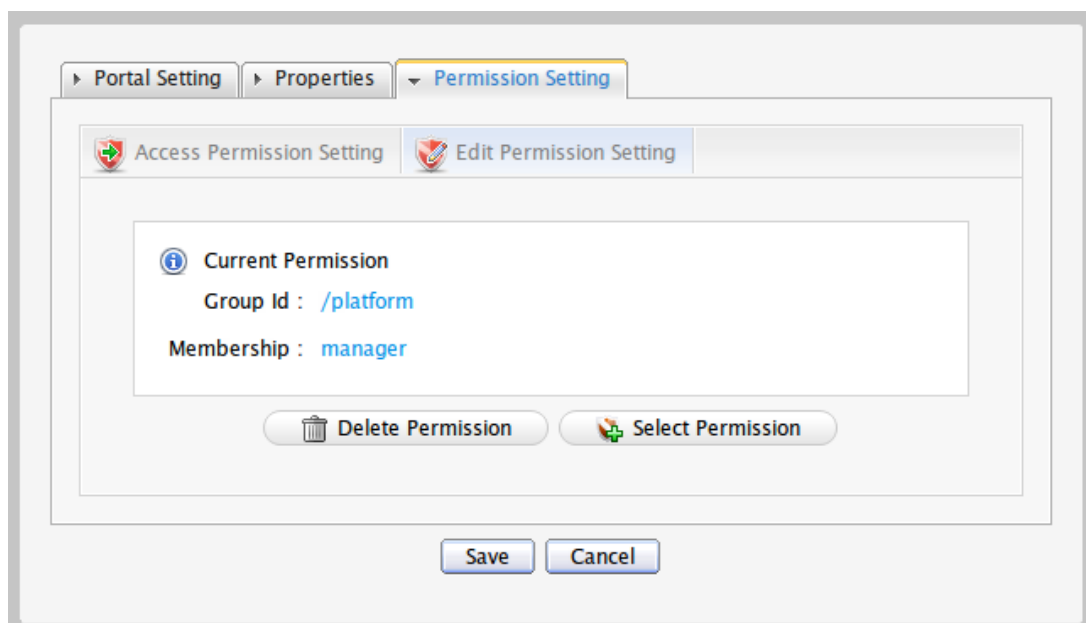 Portal Setting Properties Permission Setting
Access Permission Setting Edit Permission Setting
Current Permission
Group Id : /platform
Membership : manager
Delete Permission Select Permission
Save Cancel